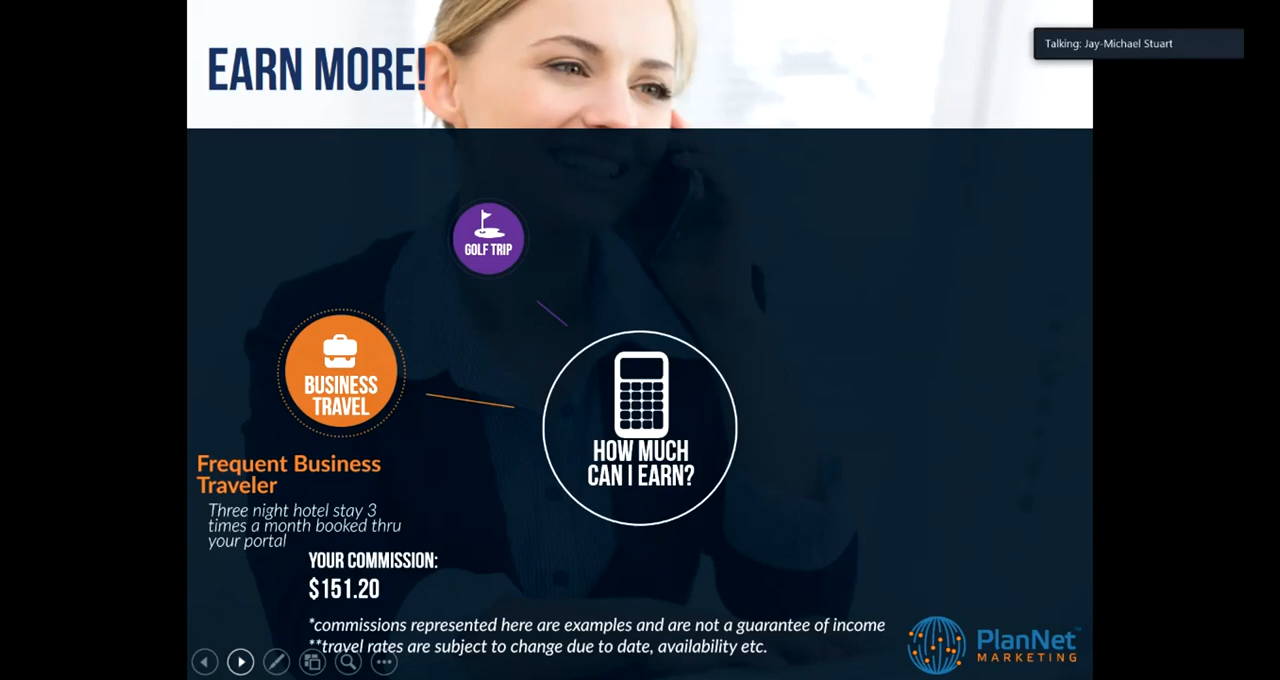 EARN MORE!
Talking: Jay-Michael Stuart
GOLF TRIP
BUSINESS
TRAVEL
HOW MUCH
CAN I EARN?
Frequent Business
Traveler
Three night hotel stay 3
times a month booked thru
your portal
YOUR COMMISSION:
$151.20
*commissions represented here are examples and are not a guarantee of income
**travel rates are subject to change due to date, availability etc.
PlanNet™
MARKETING